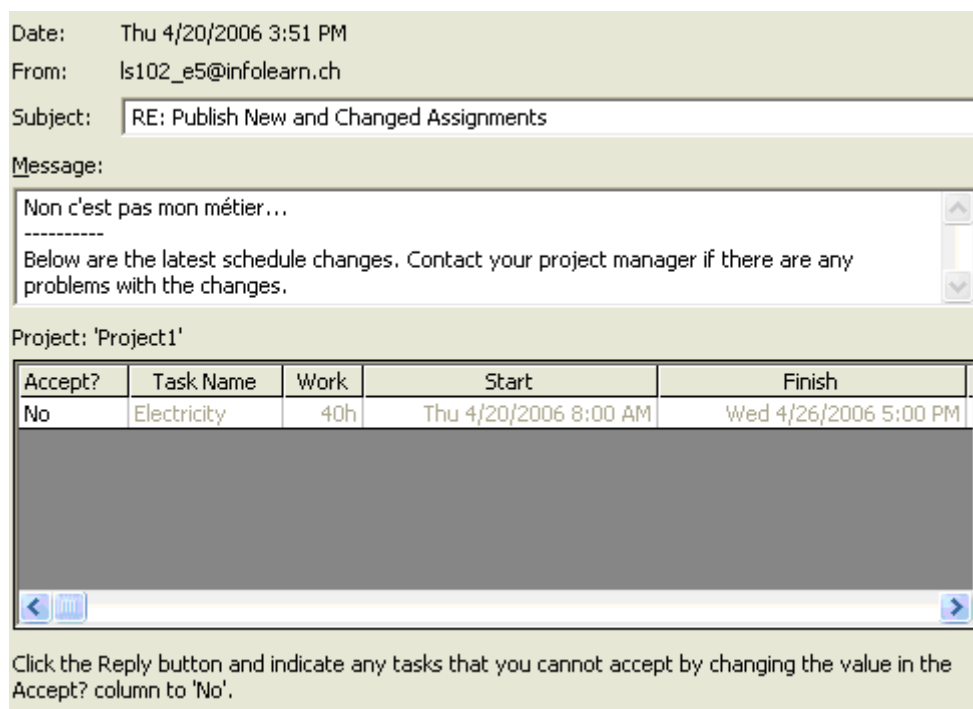 Date: Thu 4/20/2006 3:51 PM
From: ls102_e5@infolearn.ch
Subject: RE: Publish New and Changed Assignments
Message:
Non c'est pas mon métier...
----------
Below are the latest schedule changes. Contact your project manager if there are any
problems with the changes.
Project: 'Project1'
Accept? Task Name Work Start Finish
No Electricity 40h Thu 4/20/2006 8:00 AM Wed 4/26/2006 5:00 PM
Click the Reply button and indicate any tasks that you cannot accept by changing the value in the
Accept? column to 'No'.